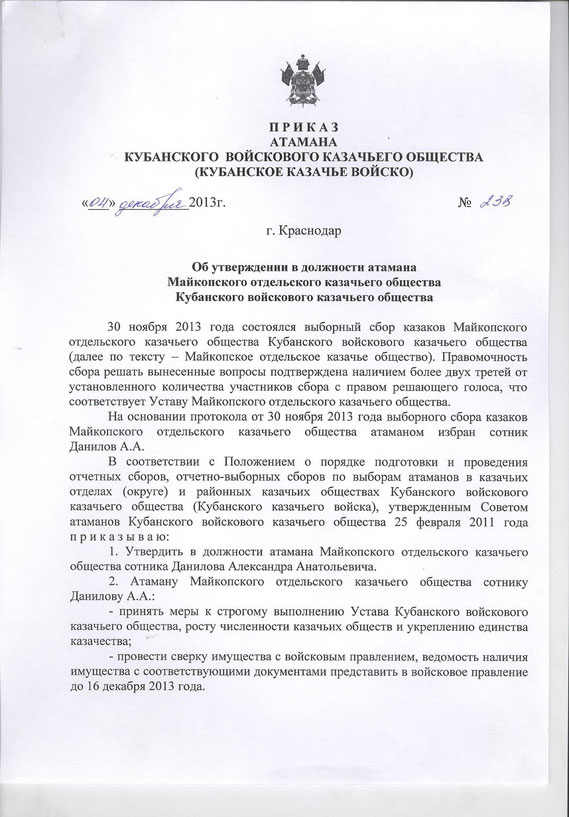 П Р И К А З
АТАМАНА
КУБАНСКОГО ВОЙСКОВОГО КАЗАЧЬЕГО ОБЩЕСТВА
(КУБАНСКОЕ КАЗАЧЬЕ ВОЙСКО)
«04» декабря 2013г. № 238
г. Краснодар
Об утверждении в должности атамана
Майкопского отдельского казачьего общества
Кубанского войскового казачьего общества
30 ноября 2013 года состоялся выборный сбор казаков Майкопского
отдельского казачьего общества Кубанского войскового казачьего общества
(далее по тексту – Майкопское отдельское казачье общество). Правомочность
сбора решать вынесенные вопросы подтверждена наличием более двух третей от
установленного количества участников сбора с правом решающего голоса, что
соответствует Уставу Майкопского отдельского казачьего общества.
На основании протокола от 30 ноября 2013 года выборного сбора казаков
Майкопского отдельского казачьего общества атаманом избран сотник
Данилов А.А.
В соответствии с Положением о порядке подготовки и проведения
отчетных сборов, отчетно-выборных сборов по выборам атаманов в казачьих
отделах (округе) и районных казачьих обществах Кубанского войскового
казачьего общества (Кубанского казачьего войска), утвержденным Советом
атаманов Кубанского войскового казачьего общества 25 февраля 2011 года
п р и к а з ы в а ю:
1. Утвердить в должности атамана Майкопского отдельского казачьего
общества сотника Данилова Александра Анатольевича.
2. Атаману Майкопского отдельского казачьего общества сотнику
Данилову А.А.:
- принять меры к строгому выполнению Устава Кубанского войскового
казачьего общества, росту численности казачьих обществ и укреплению единства
казачества;
- провести сверку имущества с войсковым правлением, ведомость наличия
имущества с соответствующими документами представить в войсковое правление
до 16 декабря 2013 года.